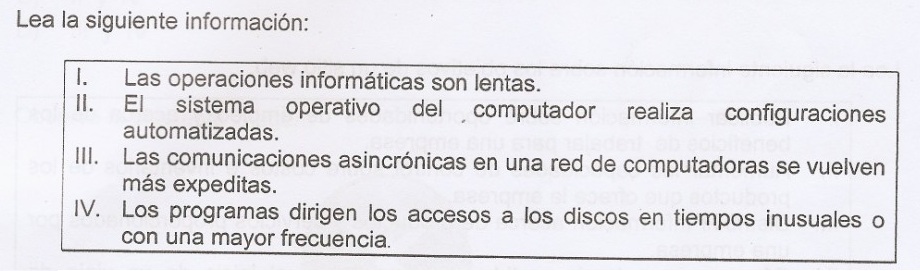 Lea la siguiente información:
I. Las operaciones informáticas son lentas.
II. El sistema operativo del computador realiza configuraciones
automatizadas.
III. Las comunicaciones asincrónicas en una red de computadoras se vuelven
más expeditas.
IV. Los programas dirigen los accesos a los discos en tiempos inusuales o
con una mayor frecuencia.